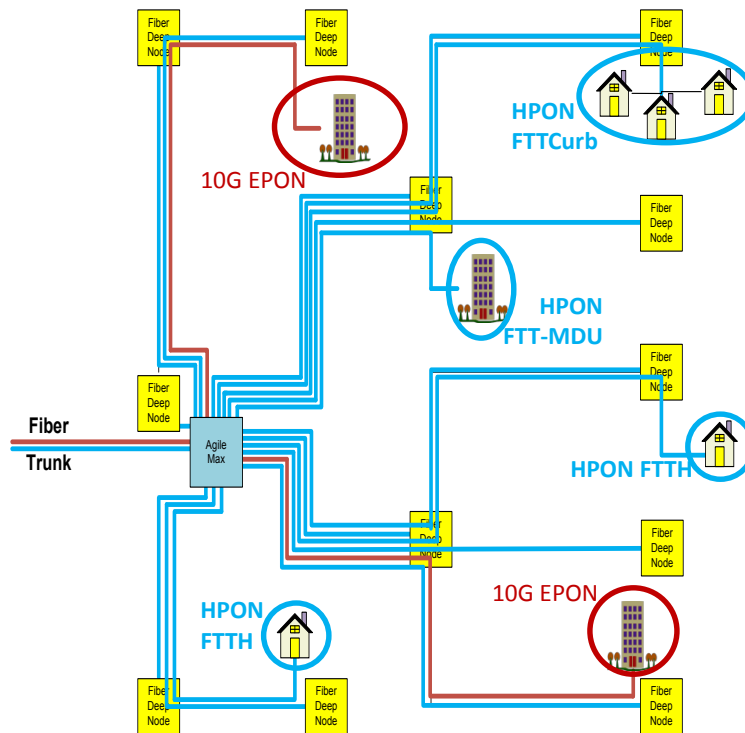 Fiber
Deep
Node
Fiber
Deep
Node
Fiber
Deep
Node
HPON
FTTCurb
10G EPON
Fiber
Deep
Node
Fiber
Deep
Node
HPON
FTT-MDU
Fiber
Deep
Node
Fiber
Deep
Node
Fiber
Trunk
Agile
Max
HPON FTTH
Fiber
Deep
Node
Fiber
Deep
Node
10G EPON
HPON
FTTH
Fiber
Deep
Node
Fiber
Deep
Node
Fiber
Deep
Node